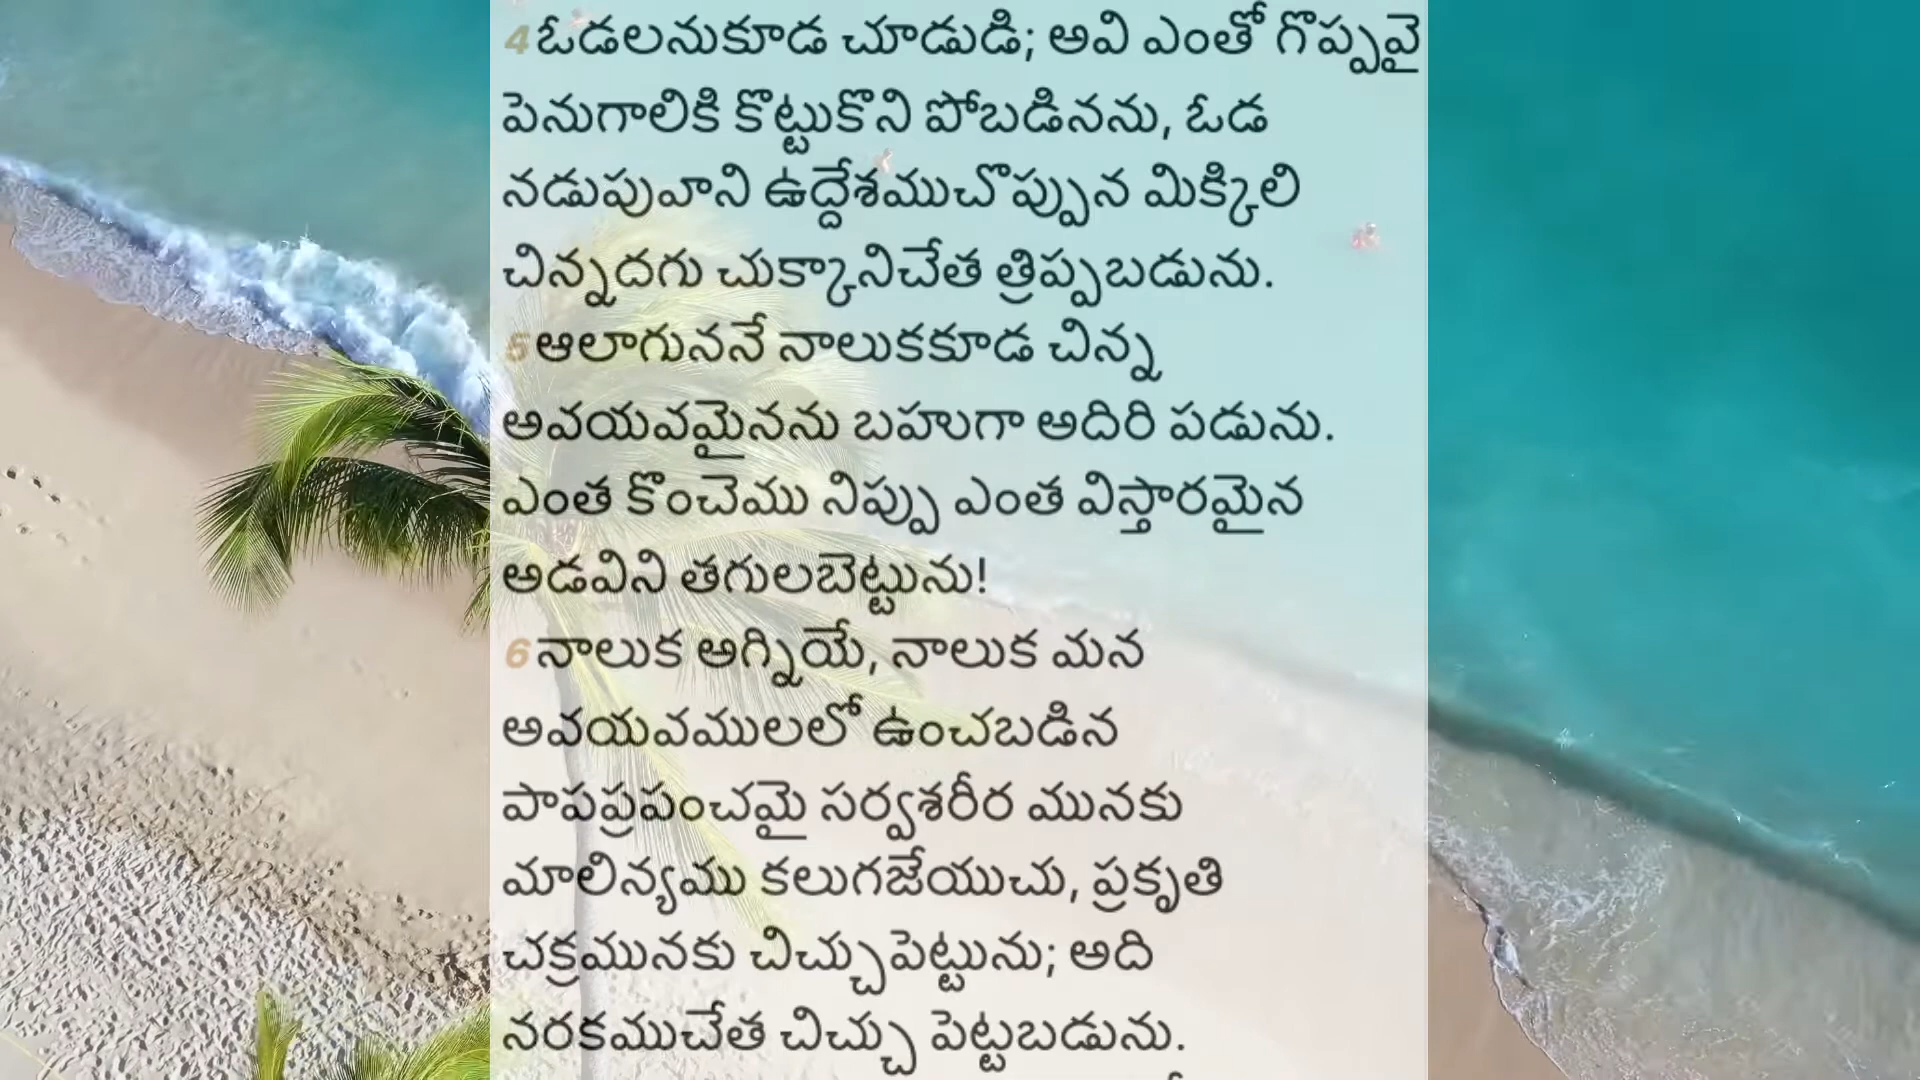 4 ఓడలనుకూడ చూడుడి; అవి ఎంతో గొప్పవై
పెనుగాలికి కొట్టుకొని పోబడినను, ఓడ
నడుపువాని ఉద్దేశముచొప్పున మిక్కిలి
చిన్నదగు చుక్కానిచేత త్రిప్పబడును.
5 ఆలాగుననే నాలుకకూడ చిన్న
అవయవమైనను బహుగా అదిరి పడును.
ఎంత కొంచెము నిప్పు ఎంత విస్తారమైన
అడవిని తగులబెట్టును!
6 నాలుక అగ్నియే, నాలుక మన
అవయవములలో ఉంచబడిన
పాపప్రపంచమై సర్వశరీర మునకు
మాలిన్యము కలుగజేయుచు, ప్రకృతి
చక్రమునకు చిచ్చుపెట్టును; అది
నరకముచేత చిచ్చు పెట్టబడును.